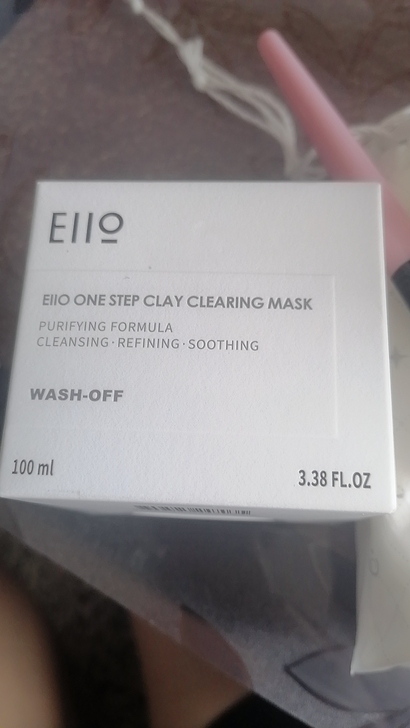 EIIO
EIIO ONE STEP CLAY CLEARING MASK
PURIFYING FORMULA
CLEANSING·REFINING·SOOTHING
WASH-OFF
100 ml
3.38 FL.OZ